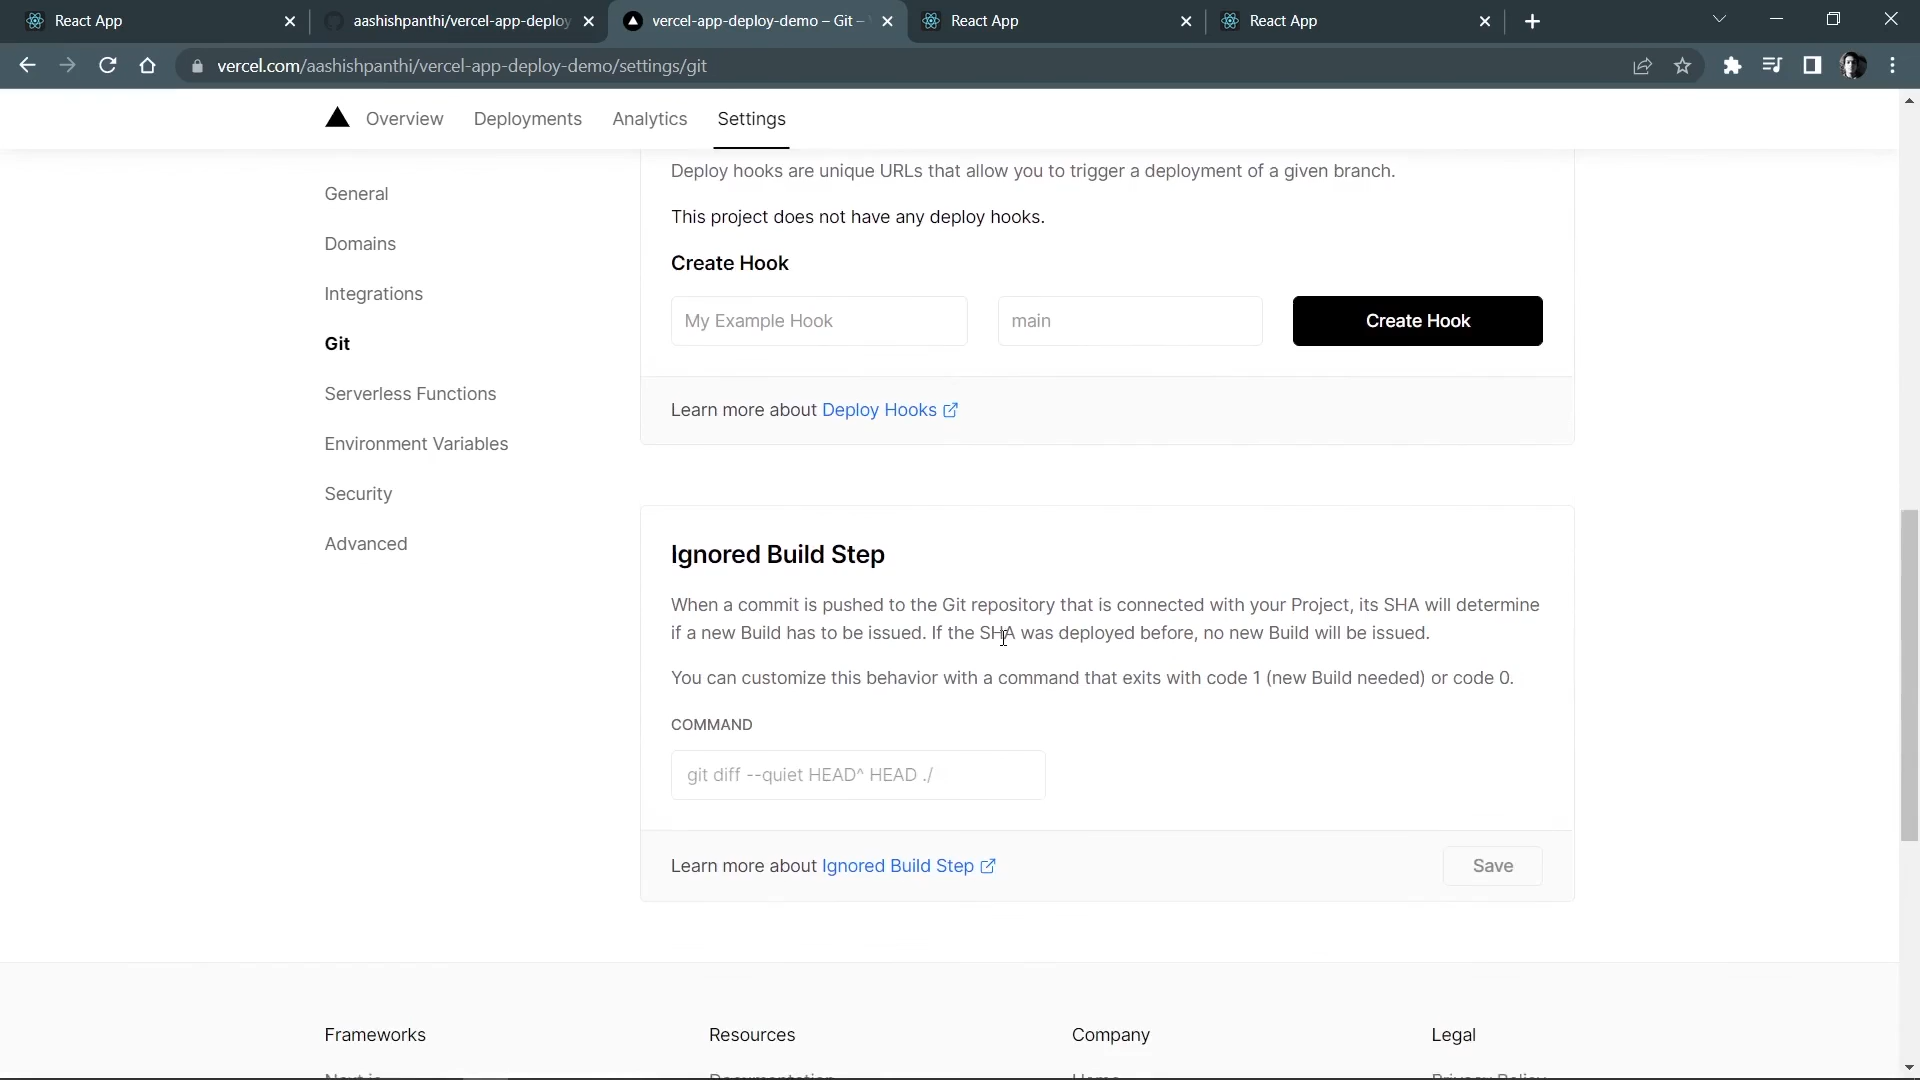 React App
aashishpanthi/vercel-app-deploy
vercel-app-deploy-demo – Git –
React App
React App
vercel.com/aashishpanthi/vercel-app-deploy-demo/settings/git
Overview
Deployments
Analytics
Settings
General
Domains
Integrations
Git
Serverless Functions
Environment Variables
Security
Advanced
Deploy hooks are unique URLs that allow you to trigger a deployment of a given branch.
This project does not have any deploy hooks.
Create Hook
My Example Hook
main
Create Hook
Learn more about Deploy Hooks
Ignored Build Step
When a commit is pushed to the Git repository that is connected with your Project, its SHA will determine
if a new Build has to be issued. If the SHA was deployed before, no new Build will be issued.
You can customize this behavior with a command that exits with code 1 (new Build needed) or code 0.
COMMAND
git diff --quiet HEAD^ HEAD ./
Learn more about Ignored Build Step
Save
Frameworks
Resources
Company
Legal